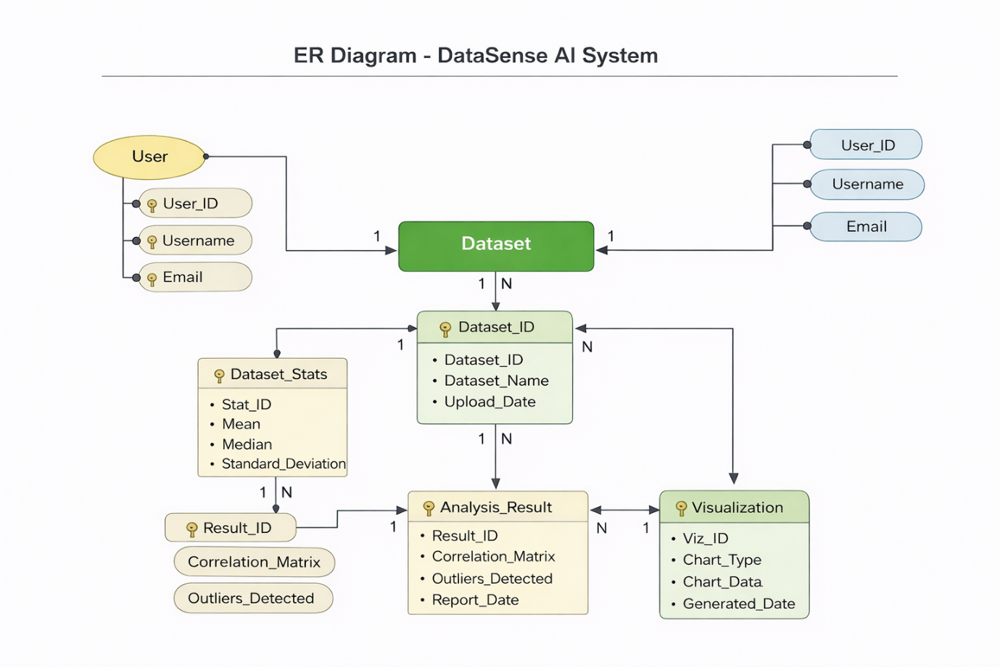 ER Diagram - DataSense AI System
User
User_ID
Username
Email
User_ID
Username
Email
1
Dataset
1
1 N
Dataset_ID
• Dataset_ID
• Dataset_Name
• Upload_Date
1
N
Dataset_Stats
• Stat_ID
• Mean
• Median
• Standard_Deviation
1 N
1 N
Result_ID
Correlation_Matrix
Outliers_Detected
1
Analysis_Result
• Result_ID
• Correlation_Matrix
• Outliers_Detected
• Report_Date
N 1
Visualization
• Viz_ID
• Chart_Type
• Chart_Data
• Generated_Date